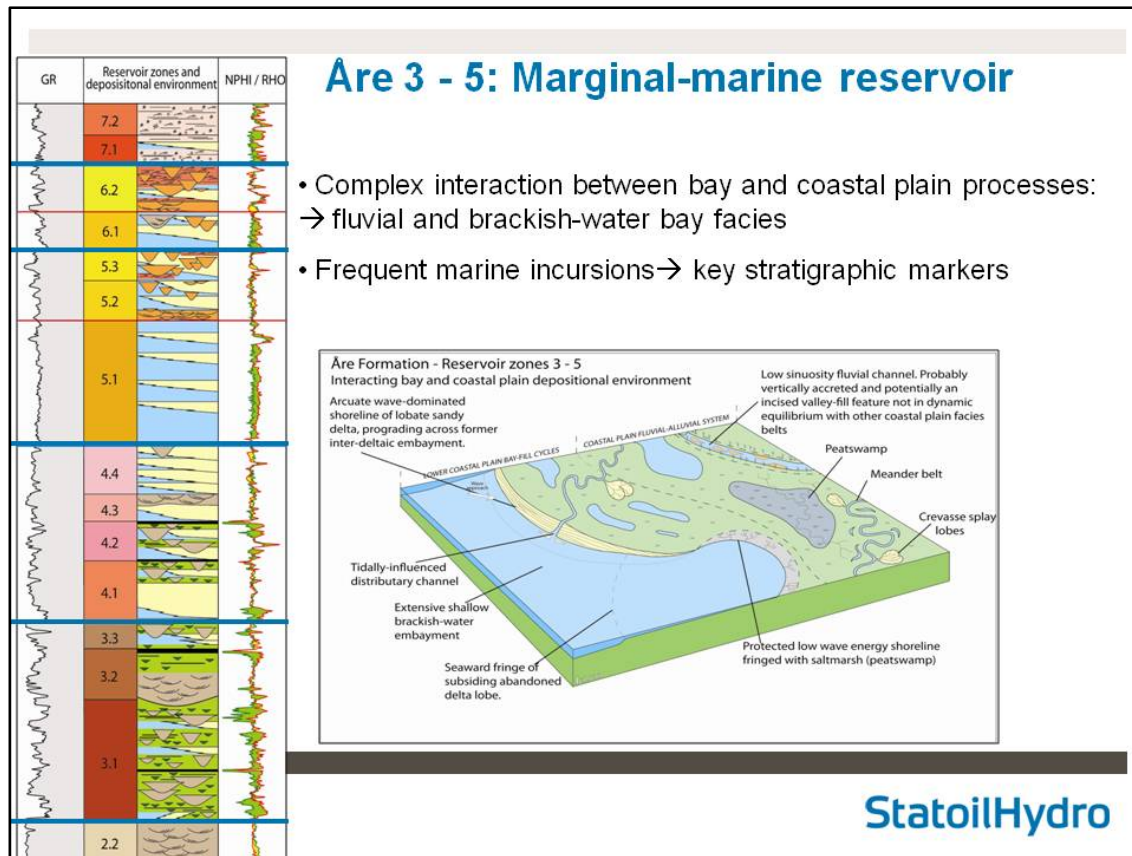 Åre 3 - 5: Marginal-marine reservoir
GR
Reservoir zones and
deposisitonal environment
NPHI / RHO
7.2
7.1
6.2
6.1
5.3
5.2
5.1
4.4
4.3
4.2
4.1
3.3
3.2
3.1
2.2
• Complex interaction between bay and coastal plain processes:
→ fluvial and brackish-water bay facies
• Frequent marine incursions→ key stratigraphic markers
Åre Formation - Reservoir zones 3 - 5
Interacting bay and coastal plain depositional environment
Arcuate wave-dominated
shoreline of lobate sandy
delta, prograding across former
inter-deltaic embayment.
Low sinuosity fluvial channel. Probably
vertically accreted and potentially an
incised valley-fill feature not in dynamic
equilibrium with other coastal plain facies
belts
LOWER COASTAL PLAIN BAY-FILL CYCLES
COASTAL PLAIN FLUVIAL-ALLUVIAL SYSTEM
Peatswamp
Meander belt
Crevasse splay
lobes
Tidally-influenced
distributary channel
Extensive shallow
brackish-water
embayment
Seaward fringe of
subsiding abandoned
delta lobe.
Protected low wave energy shoreline
fringed with saltmarsh (peatswamp)
StatoilHydro